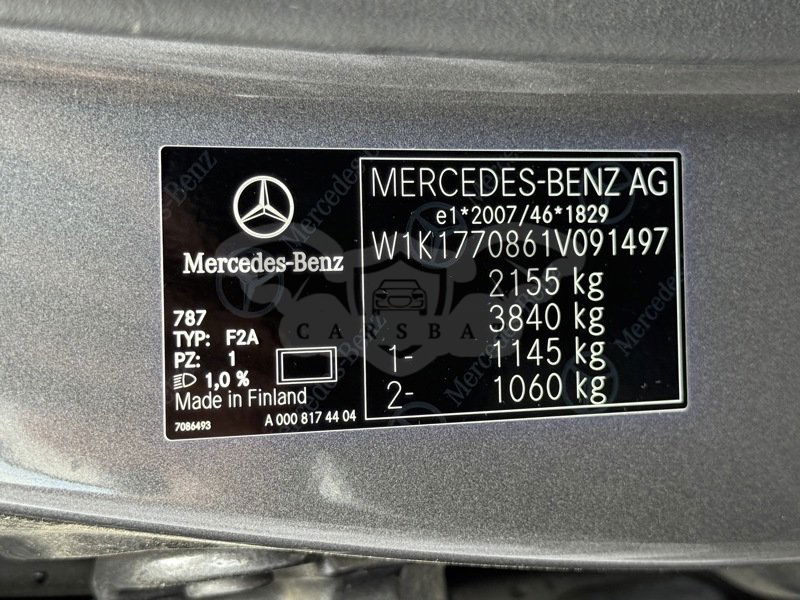 Mercedes-Benz
787
TYP: F2A
PZ: 1
1,0 %
Made in Finland
7086493
A 000 817 44 04
MERCEDES-BENZ AG
e1*2007/46*1829
W1K1770861V091497
2155 kg
3840 kg
1- 1145 kg
2- 1060 kg
CARSBA